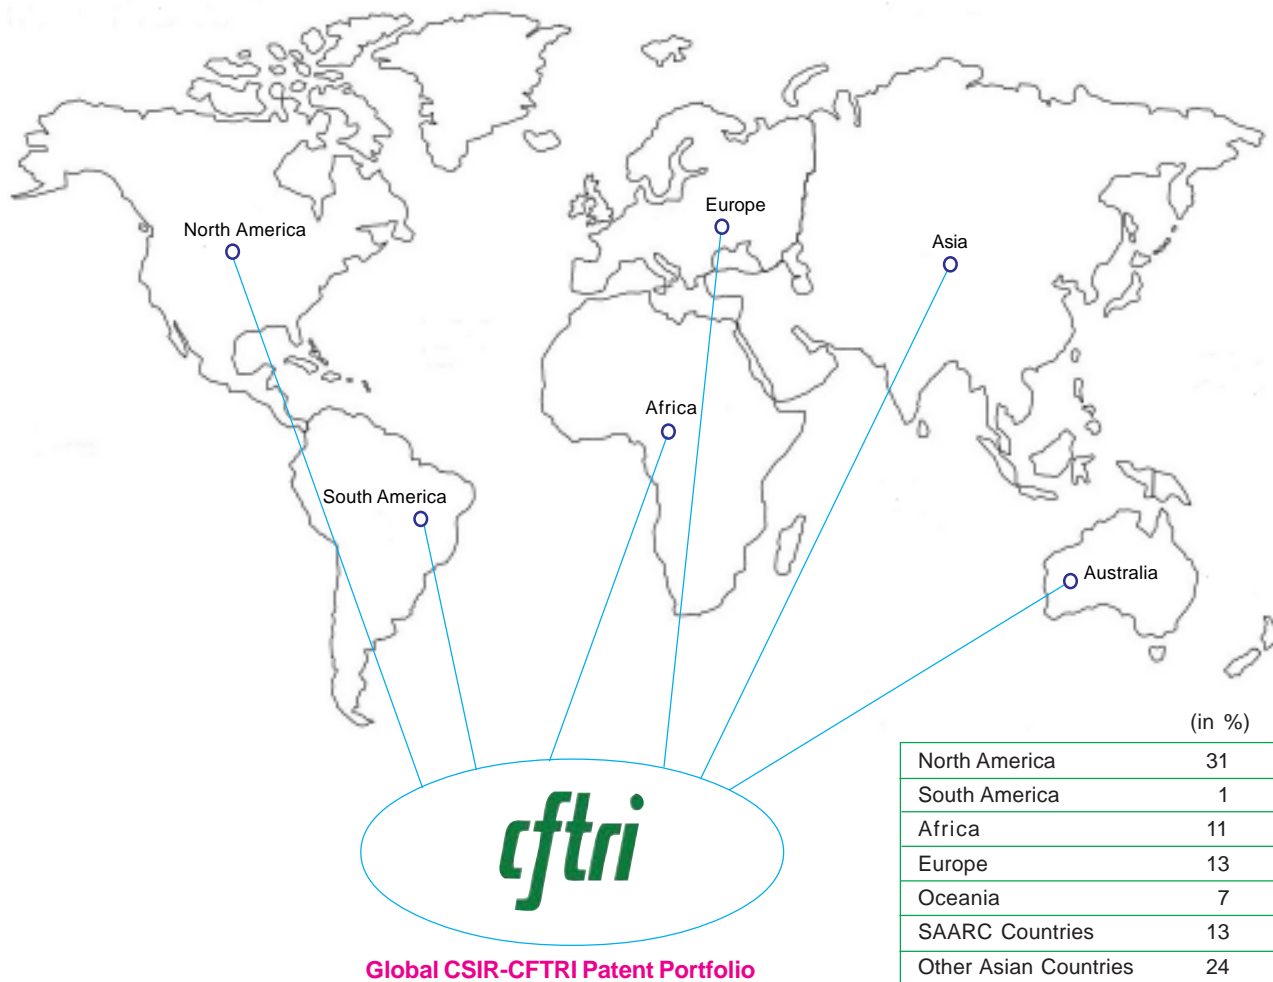 Europe
North America
Asia
Africa
South America
Australia
(in %)
North America 31
South America 1
Africa 11
Europe 13
Oceania 7
SAARC Countries 13
Other Asian Countries 24
cftri
Global CSIR-CFTRI Patent Portfolio